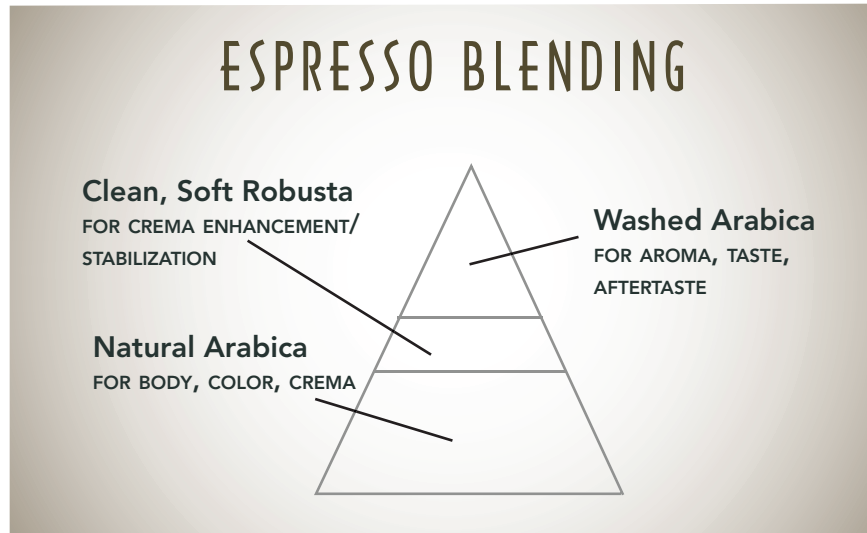 ESPRESSO BLENDING
Clean, Soft Robusta
FOR CREMA ENHANCEMENT/
STABILIZATION
Washed Arabica
FOR AROMA, TASTE,
AFTERTASTE
Natural Arabica
FOR BODY, COLOR, CREMA